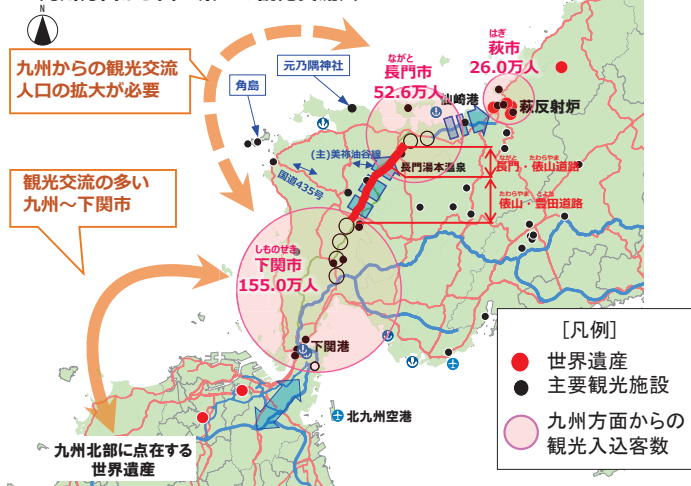 N
九州からの観光交流
人口の拡大が必要
角島
元乃隅神社
ながと
長門市
52.6万人
はぎ
萩市
26.0万人
仙崎港
萩反射炉
(主)美祢油谷線
国道435号
長門湯本温泉
ながと たわらやま
長門・俵山道路
たわらやま とよた
俵山・豊田道路
観光交流の多い
九州～下関市
しものせき
下関市
155.0万人
下関港
北九州空港
九州北部に点在する
世界遺産
[凡例]
世界遺産
主要観光施設
九州方面からの
観光入込客数